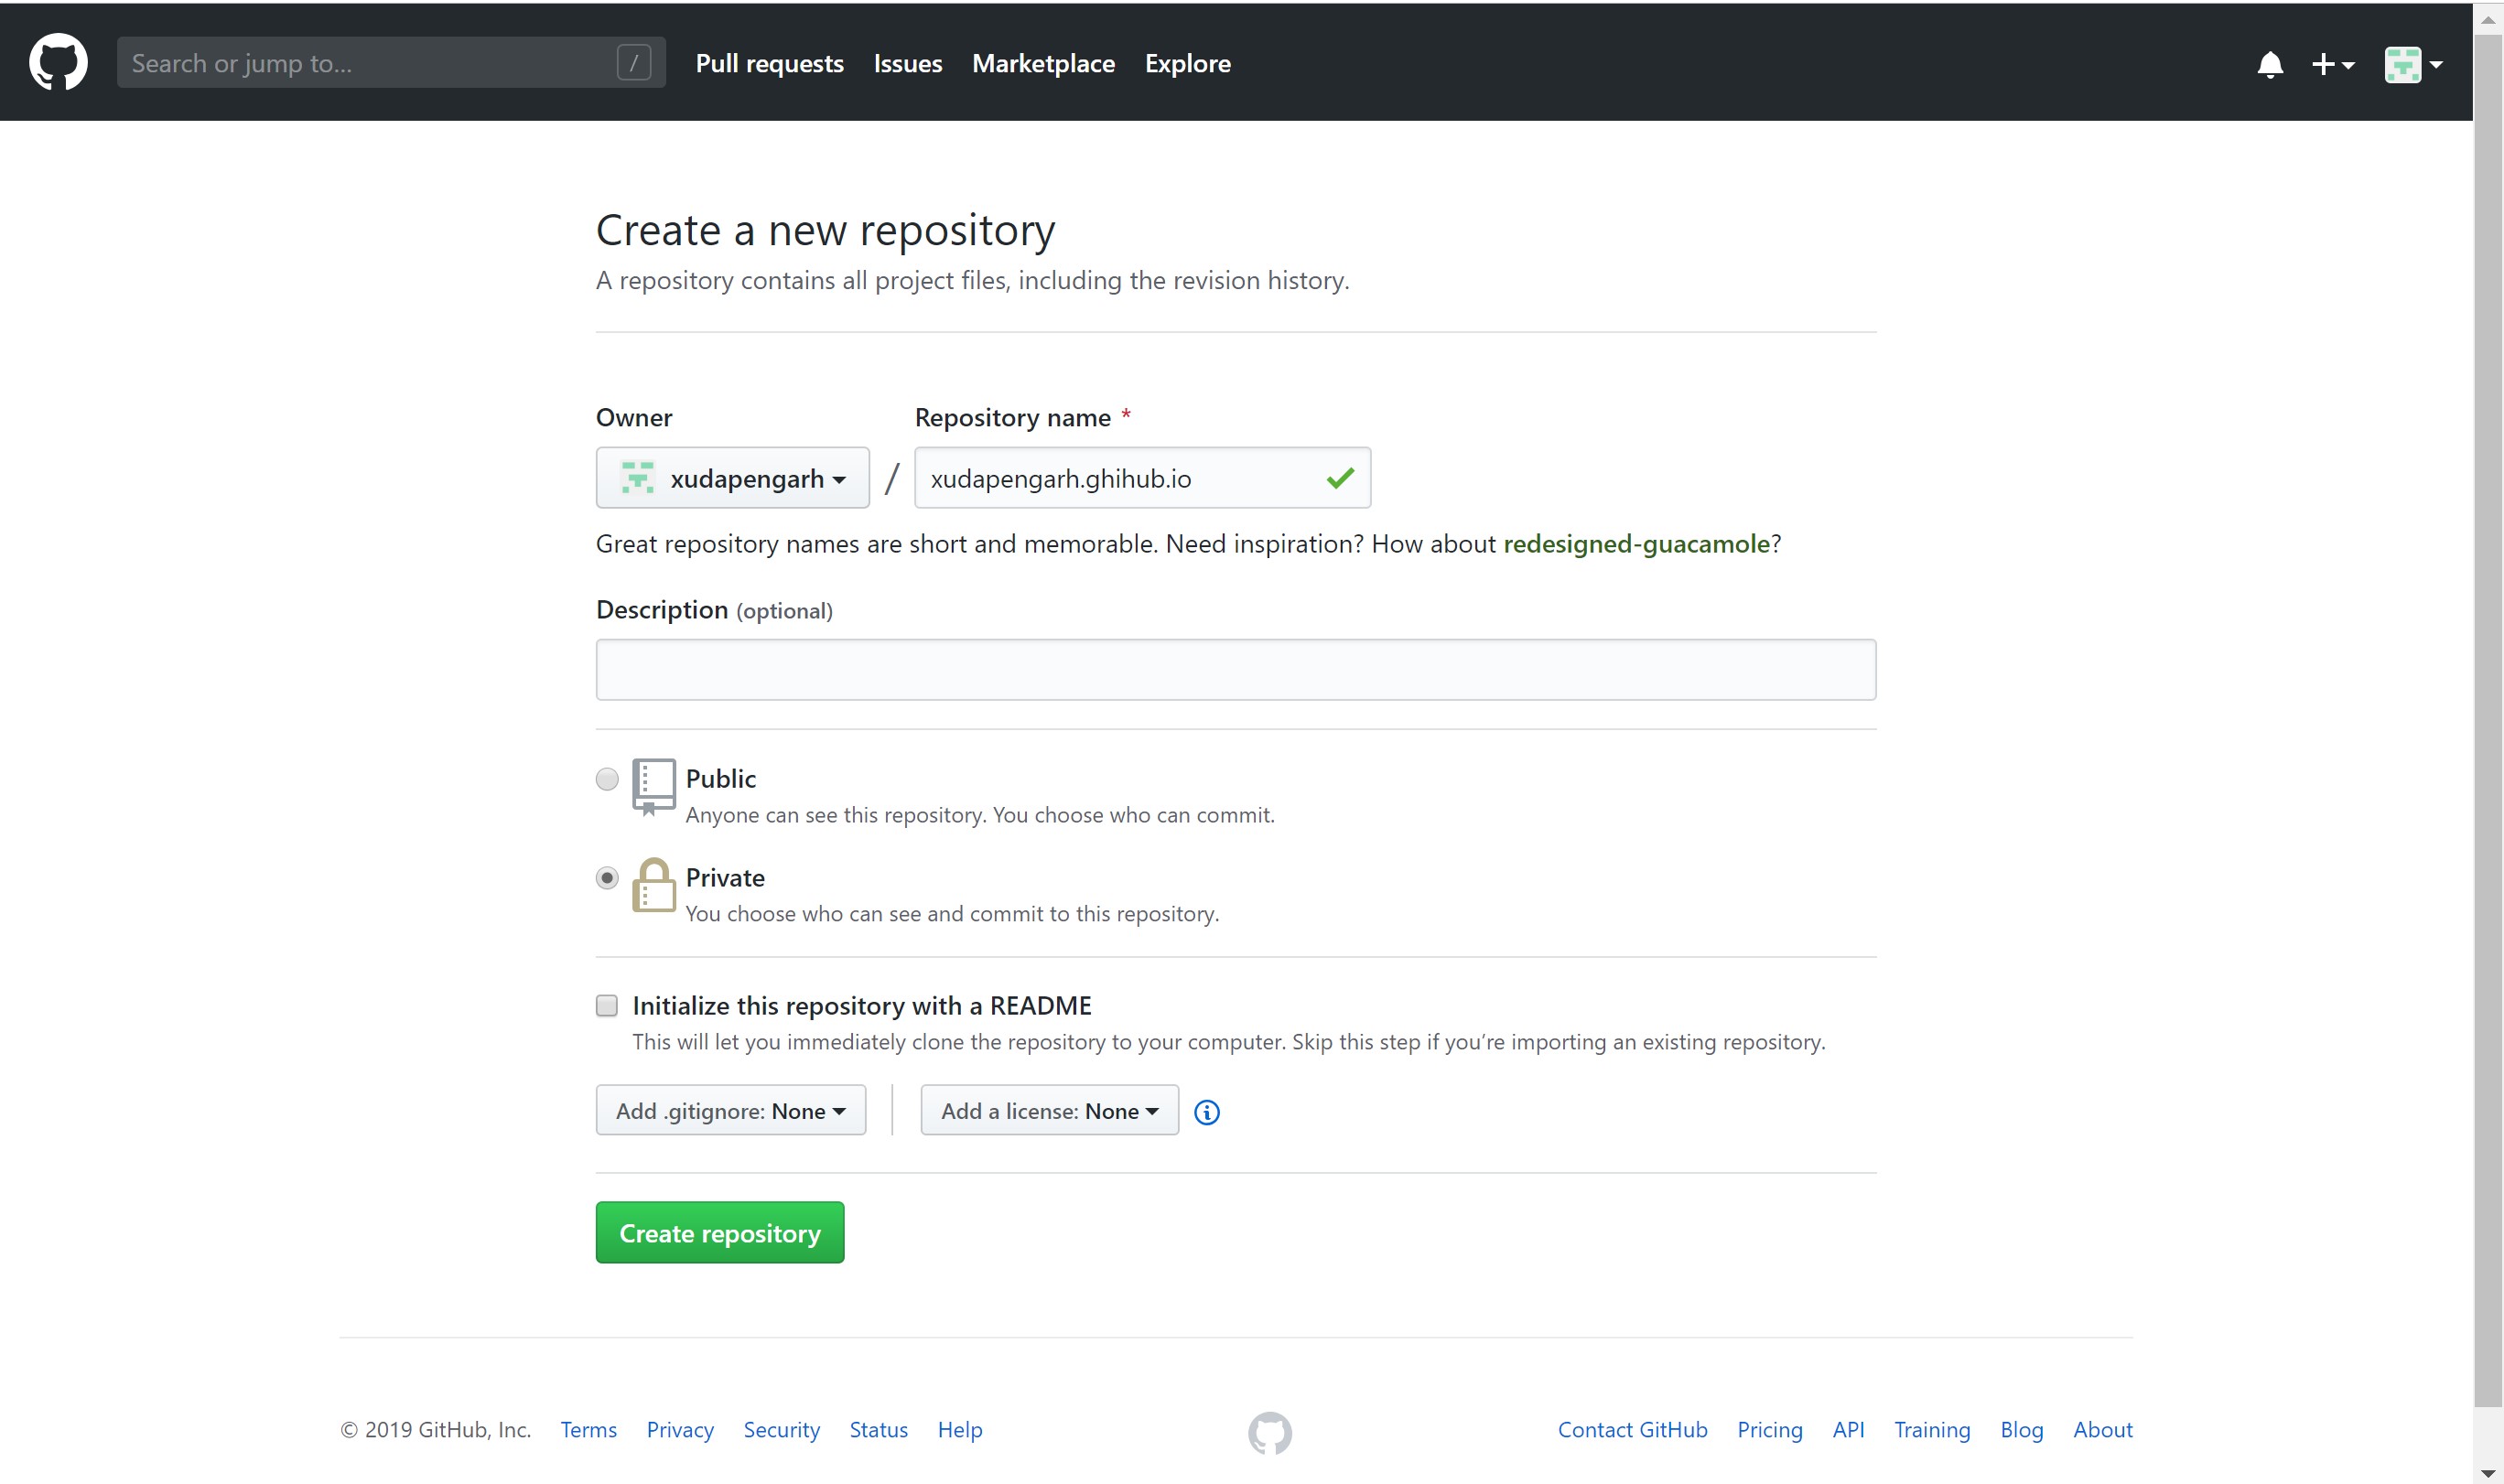 Search or jump to... /
Pull requests Issues Marketplace Explore
Create a new repository
A repository contains all project files, including the revision history.
Owner Repository name *
xudapengarh / xudapengarh.ghihub.io
Great repository names are short and memorable. Need inspiration? How about redesigned-guacamole?
Description (optional)
Public
Anyone can see this repository. You choose who can commit.
Private
You choose who can see and commit to this repository.
Initialize this repository with a README
This will let you immediately clone the repository to your computer. Skip this step if you’re importing an existing repository.
Add .gitignore: None Add a license: None
Create repository
© 2019 GitHub, Inc. Terms Privacy Security Status Help Contact GitHub Pricing API Training Blog About